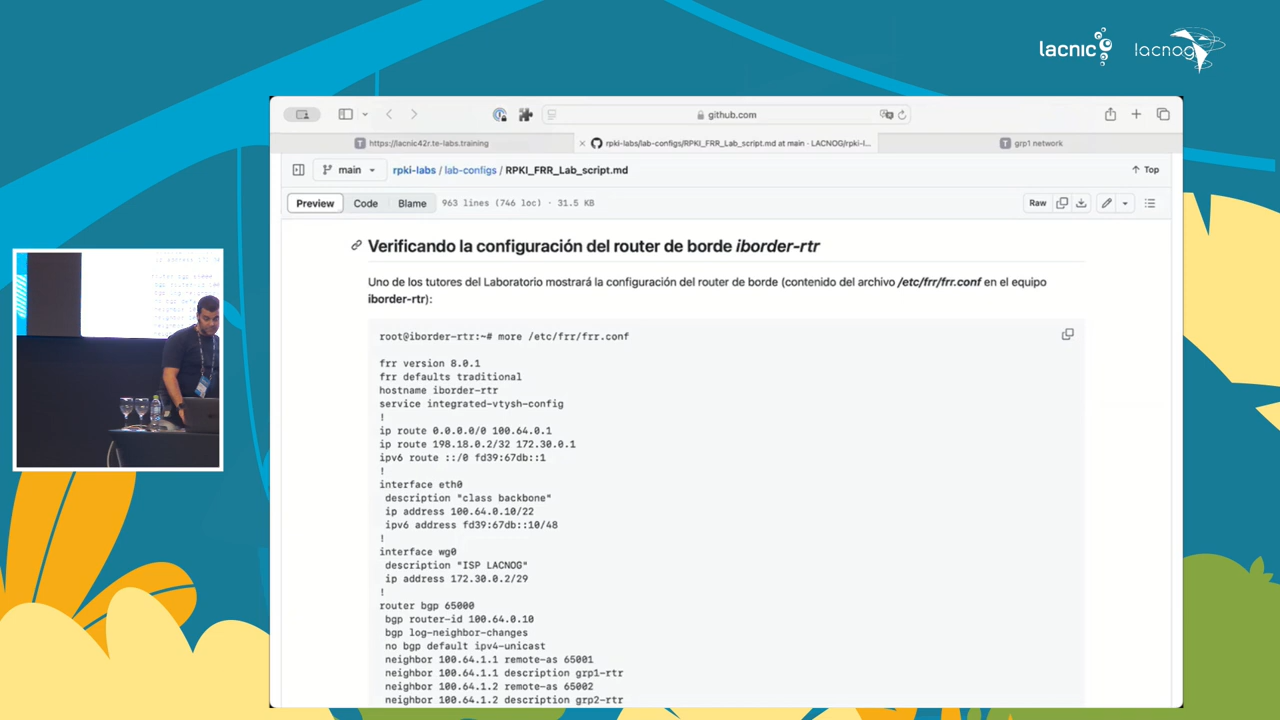 lacnic
lacnog
github.com
https://lacnic42r.te-labs.training
rpki-labs/lab-configs/RPKI_FRR_Lab_script.md at main · LACNOG/rpki-l...
grp1 network
main
rpki-labs / lab-configs / RPKI_FRR_Lab_script.md
Top
Preview
Code
Blame
963 lines (746 loc) · 31.5 KB
Raw
Verificando la configuración del router de borde iborder-rtr
Uno de los tutores del Laboratorio mostrará la configuración del router de borde (contenido del archivo /etc/frr/frr.conf en el equipo
iborder-rtr):
root@iborder-rtr:~# more /etc/frr/frr.conf
frr version 8.0.1
frr defaults traditional
hostname iborder-rtr
service integrated-vtysh-config
!
ip route 0.0.0.0/0 100.64.0.1
ip route 198.18.0.2/32 172.30.0.1
ipv6 route ::/0 fd39:67db::1
!
interface eth0
description "class backbone"
ip address 100.64.0.10/22
ipv6 address fd39:67db::10/48
!
interface wg0
description "ISP LACNOG"
ip address 172.30.0.2/29
!
router bgp 65000
bgp router-id 100.64.0.10
bgp log-neighbor-changes
no bgp default ipv4-unicast
neighbor 100.64.1.1 remote-as 65001
neighbor 100.64.1.1 description grp1-rtr
neighbor 100.64.1.2 remote-as 65002
neighbor 100.64.1.2 description grp2-rtr